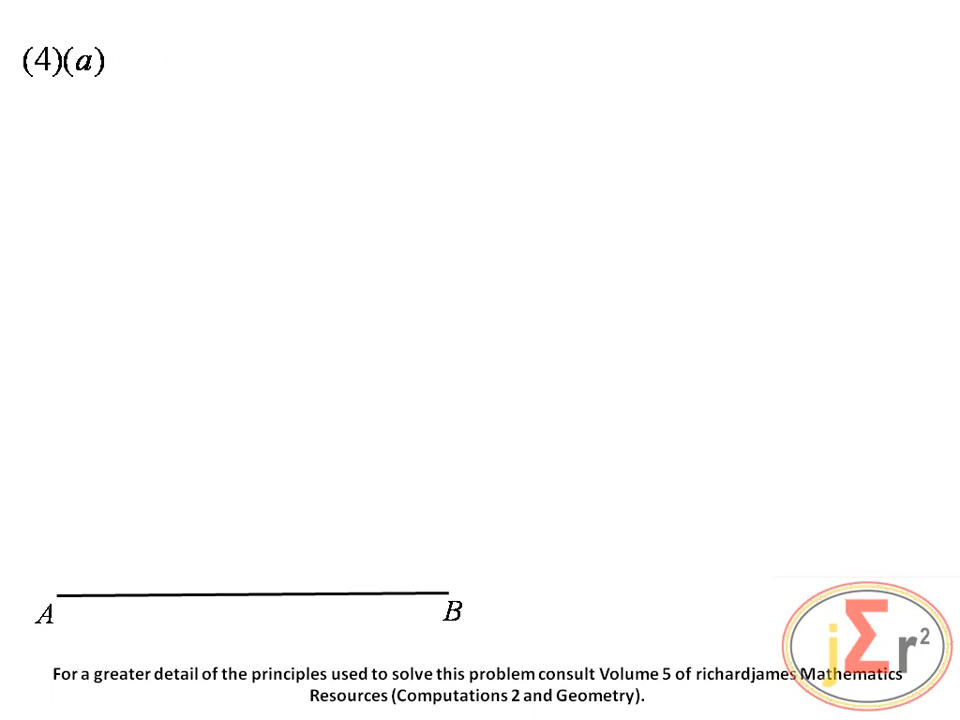 (4)(a)
A
B
jΣr²
For a greater detail of the principles used to solve this problem consult Volume 5 of richardjames Mathematics
Resources (Computations 2 and Geometry).